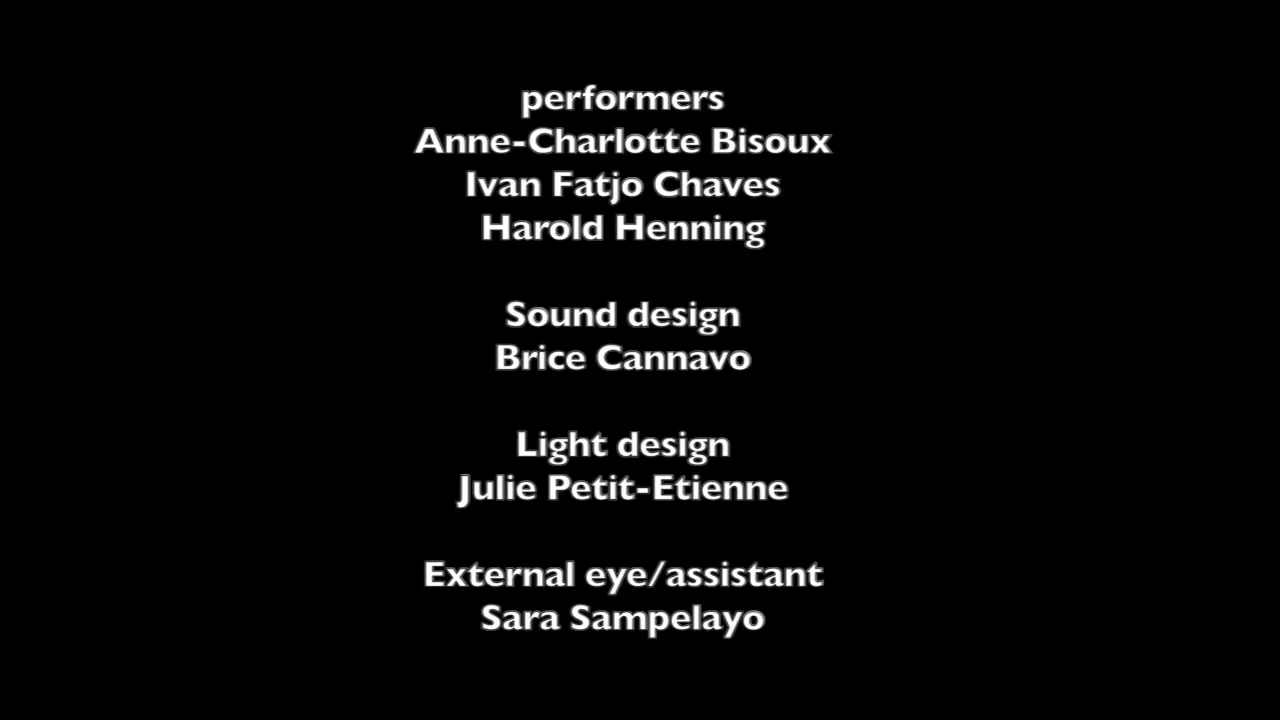 performers
Anne-Charlotte Bisoux
Ivan Fatjo Chaves
Harold Henning
Sound design
Brice Cannavo
Light design
Julie Petit-Etienne
External eye/assistant
Sara Sampelayo